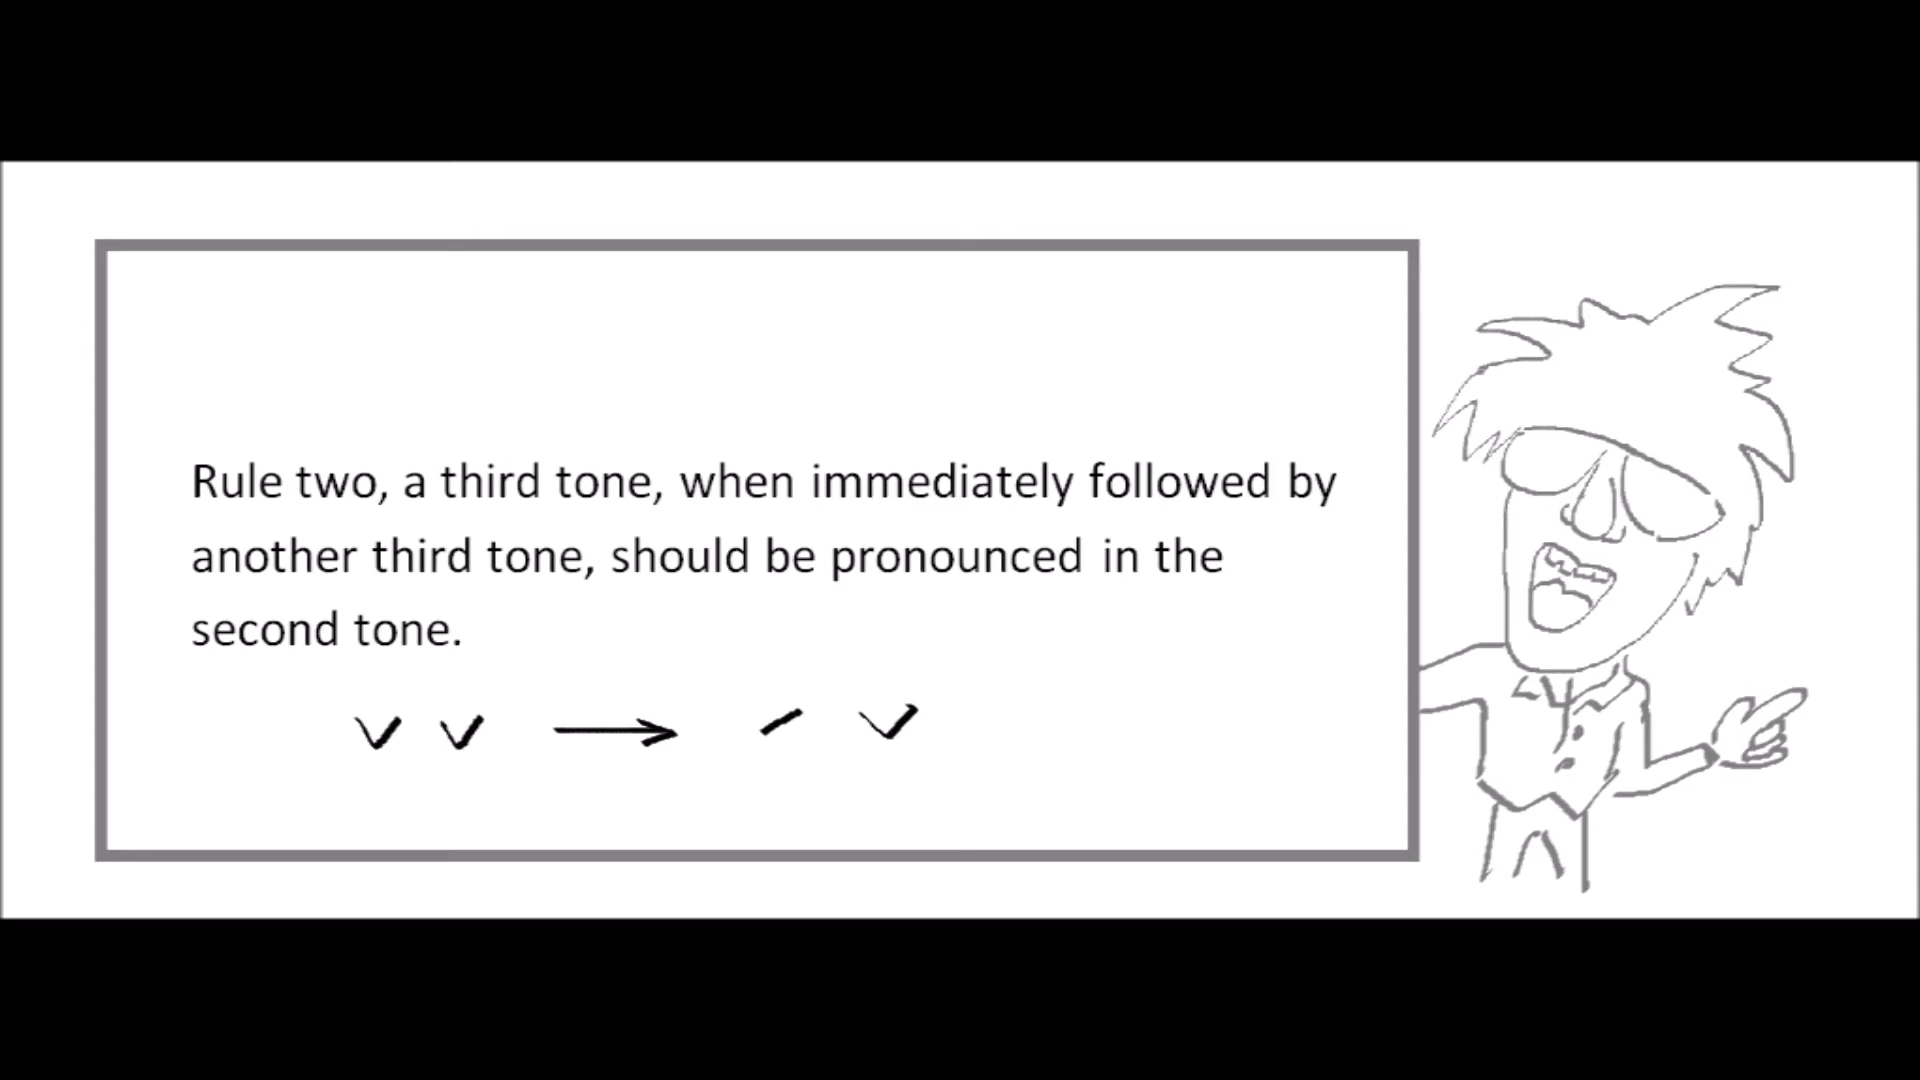 Rule two, a third tone, when immediately followed by
another third tone, should be pronounced in the
second tone.
ˇ ˇ → ˊ ˇ